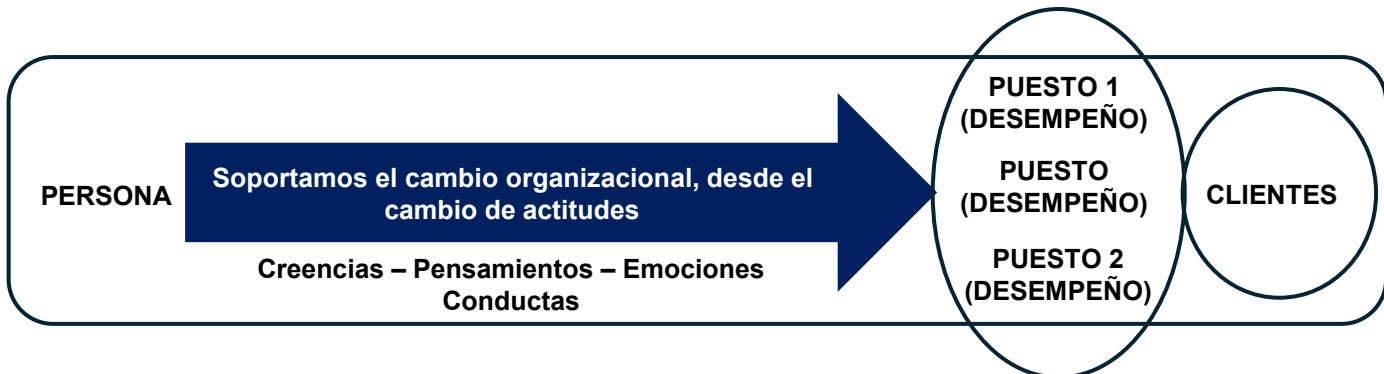 PERSONA
Soportamos el cambio organizacional, desde el
cambio de actitudes
Creencias – Pensamientos – Emociones
Conductas
PUESTO 1
(DESEMPEÑO)
PUESTO
(DESEMPEÑO)
PUESTO 2
(DESEMPEÑO)
CLIENTES